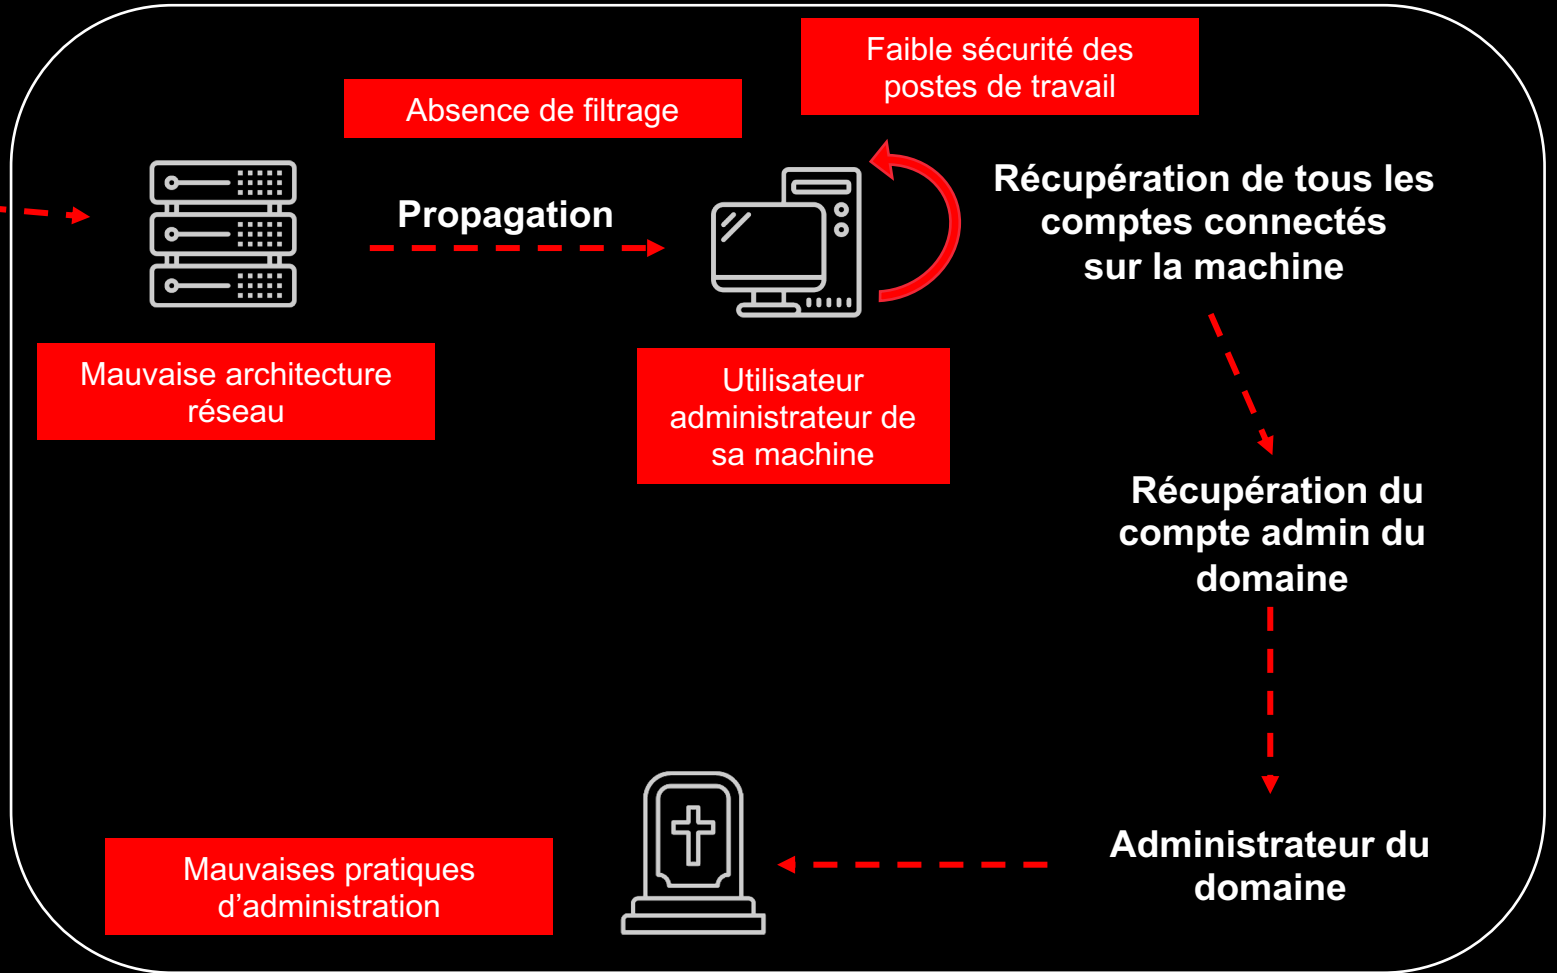 Faible sécurité des
postes de travail
Absence de filtrage
Propagation
Récupération de tous les
comptes connectés
sur la machine
Mauvaise architecture
réseau
Utilisateur
administrateur de
sa machine
Récupération du
compte admin du
domaine
Administrateur du
domaine
Mauvaises pratiques
d’administration